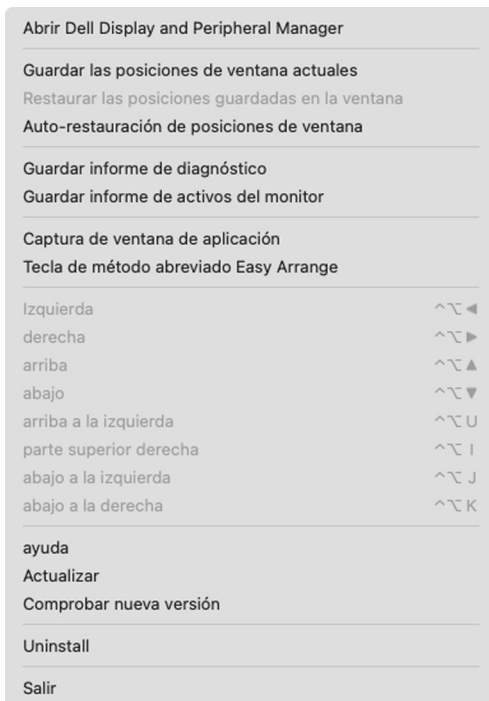 Abrir Dell Display and Peripheral Manager
Guardar las posiciones de ventana actuales
Restaurar las posiciones guardadas en la ventana
Auto-restauración de posiciones de ventana
Guardar informe de diagnóstico
Guardar informe de activos del monitor
Captura de ventana de aplicación
Tecla de método abreviado Easy Arrange
Izquierda ^⌥◀
derecha ^⌥▶
arriba ^⌥▲
abajo ^⌥▼
arriba a la izquierda ^⌥U
parte superior derecha ^⌥I
abajo a la izquierda ^⌥J
abajo a la derecha ^⌥K
ayuda
Actualizar
Comprobar nueva versión
Uninstall
Salir